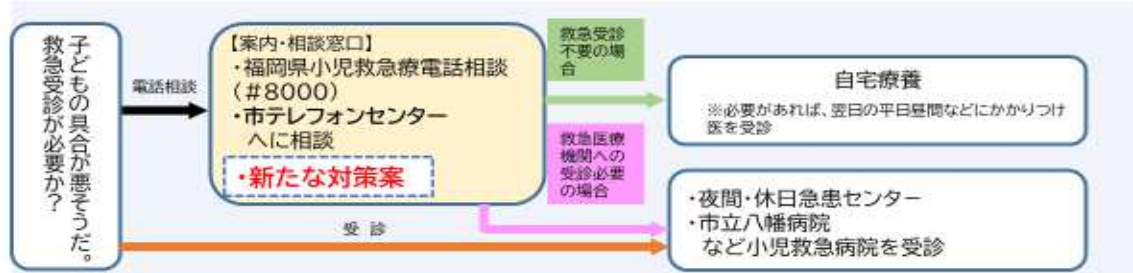 子どもの具合が悪そうだ。
救急受診が必要か？
電話相談
【案内・相談窓口】
・福岡県小児救急療電話相談
(#8000)
・市テレフォンセンター
へに相談
・新たな対策案
救急受診
不要の場
合
救急医療
機関への
受診必要
の場合
受 診
自宅療養
※必要があれば、翌日の平日昼間などにかかりつけ
医を受診
・夜間・休日急患センター
・市立八幡病院
など小児救急病院を受診